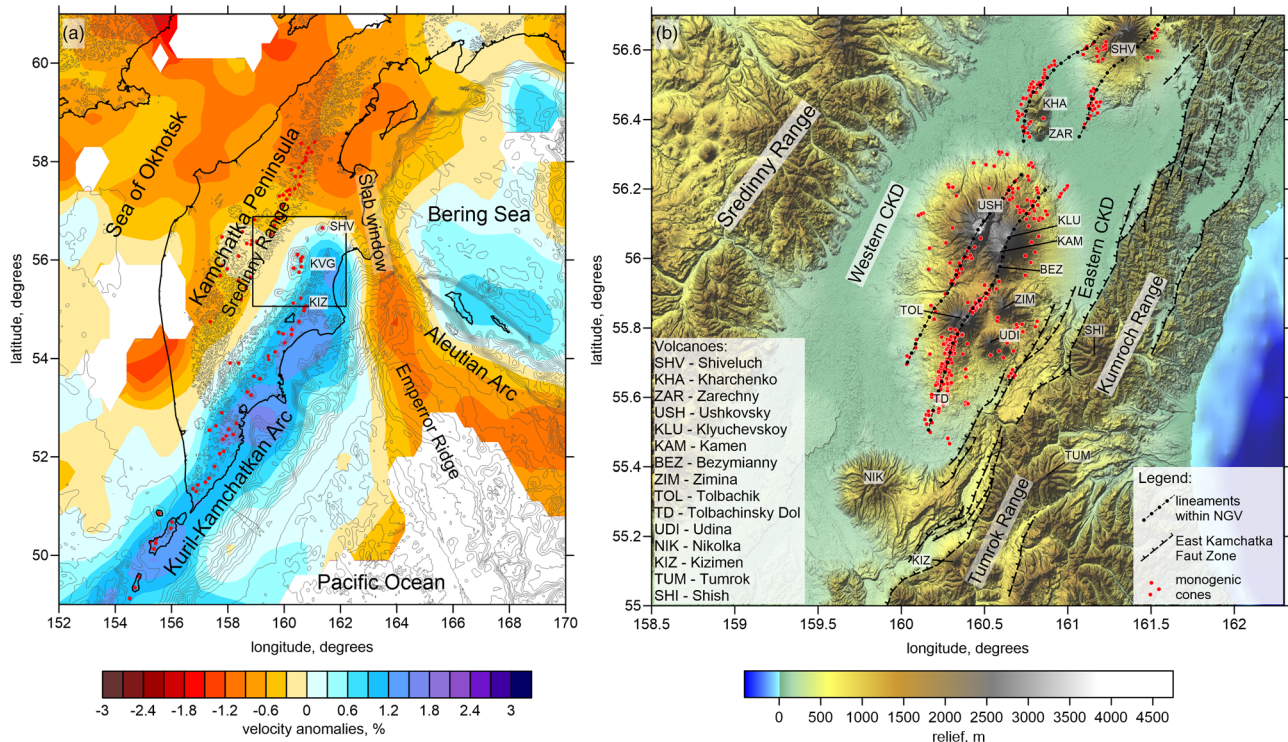 (a)
60
58
56
54
52
50
latitude, degrees
Sea of Okhotsk
Kamchatka Peninsula
Sredinny Range
Slab window
Bering Sea
SHV
KVG
KIZ
Aleutian Arc
Emperror Ridge
Kuril-Kamchatkan Arc
Pacific Ocean
152 154 156 158 160 162 164 166 168 170
longitude, degrees
-3 -2.4 -1.8 -1.2 -0.6 0 0.6 1.2 1.8 2.4 3
velocity anomalies, %
(b)
56.6
56.4
56.2
56
55.8
55.6
55.4
55.2
55
latitude, degrees
SHV
KHA
ZAR
Sredinny Range
Western CKD
USH
KLU
KAM
BEZ
Eastern CKD
ZIM
TOL
UDI
SHI
Kumroch Range
TD
TUM
NIK
Tumrok Range
KIZ
Volcanoes:
SHV - Shiveluch
KHA - Kharchenko
ZAR - Zarechny
USH - Ushkovsky
KLU - Klyuchevskoy
KAM - Kamen
BEZ - Bezymianny
ZIM - Zimina
TOL - Tolbachik
TD - Tolbachinsky Dol
UDI - Udina
NIK - Nikolka
KIZ - Kizimen
TUM - Tumrok
SHI - Shish
Legend:
lineaments
within NGV
East Kamchatka
Faut Zone
monogenic
cones
158.5 159 159.5 160 160.5 161 161.5 162
longitude, degrees
0 500 1000 1500 2000 2500 3000 3500 4000 4500
relief, m